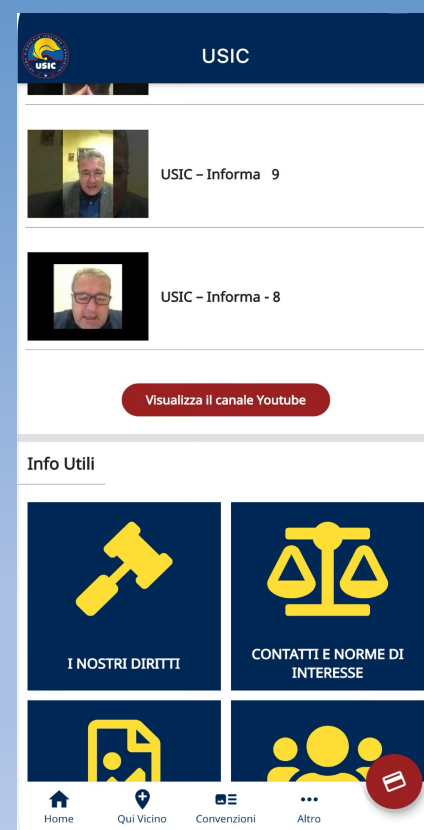 USIC
USIC
USIC – Informa 9
USIC – Informa - 8
Visualizza il canale Youtube
Info Utili
I NOSTRI DIRITTI
CONTATTI E NORME DI
INTERESSE
Home
Qui Vicino
Convenzioni
Altro